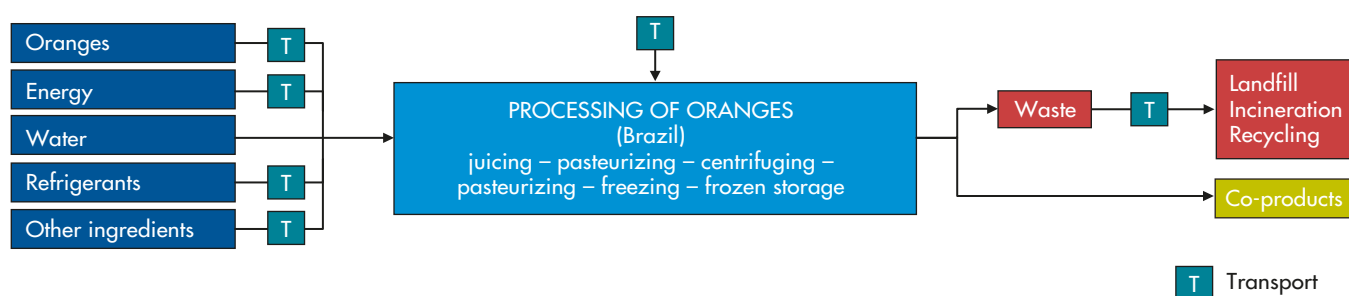 T
Oranges
T
Energy
T
Water
Refrigerants
T
Other ingredients
T
PROCESSING OF ORANGES
(Brazil)
juicing – pasteurizing – centrifuging –
pasteurizing – freezing – frozen storage
Waste
T
Landfill
Incineration
Recycling
Co-products
T Transport